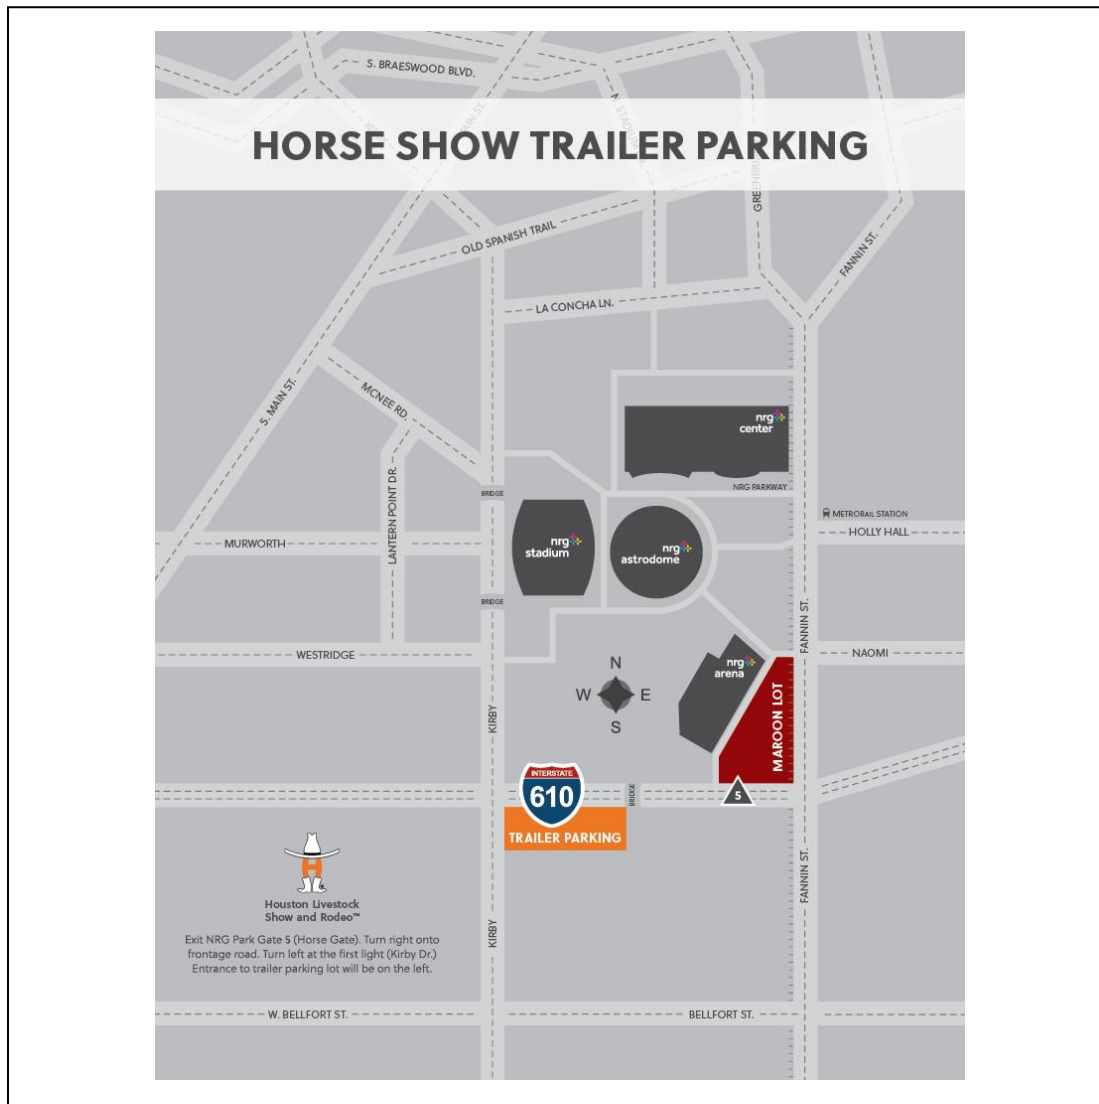 S. BRAESWOOD BLVD.
HORSE SHOW TRAILER PARKING
OLD SPANISH TRAIL
FANNIN ST.
LA CONCHA LN.
S. MAIN ST.
MCNEE RD.
nrg
center
LANTERN POINT DR.
BRIDGE
NRG PARKWAY
METRORAIL STATION
HOLLY HALL
MURWORTH
nrg
stadium
nrg
astrodome
BRIDGE
FANNIN ST.
WESTRIDGE
NAOMI
nrg
arena
N
W E
S
KIRBY
MAROON LOT
INTERSTATE
610
BRIDGE
5
TRAILER PARKING
H
Houston Livestock
Show and Rodeo™
FANNIN ST.
KIRBY
Exit NRG Park Gate 5 (Horse Gate). Turn right onto
frontage road. Turn left at the first light (Kirby Dr.)
Entrance to trailer parking lot will be on the left.
W. BELLFORT ST.
BELLFORT ST.